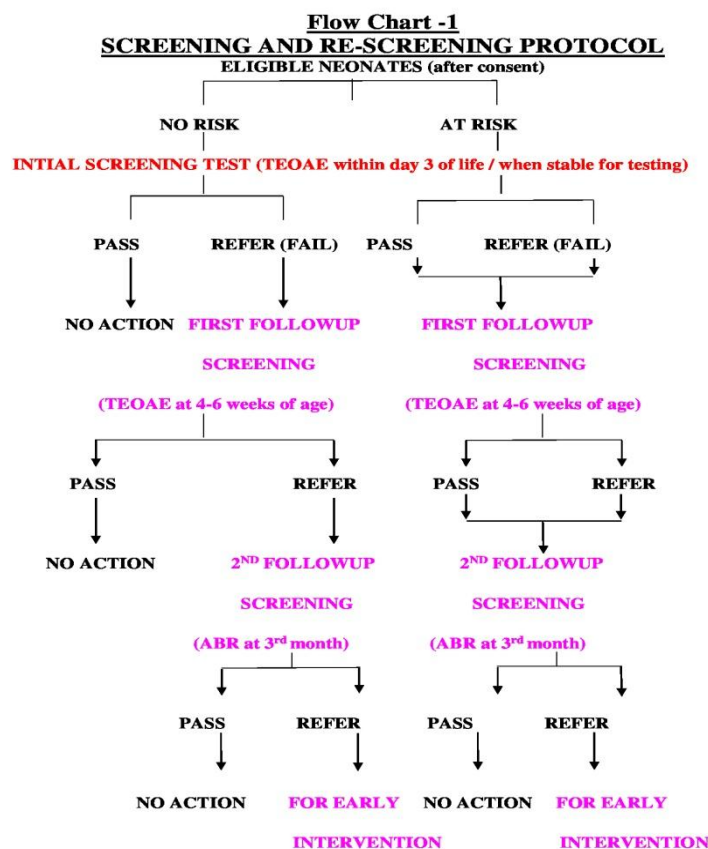 Flow Chart -1
SCREENING AND RE-SCREENING PROTOCOL
ELIGIBLE NEONATES (after consent)
NO RISK AT RISK
INTIAL SCREENING TEST (TEOAE within day 3 of life / when stable for testing)
PASS REFER (FAIL) PASS REFER (FAIL)
NO ACTION FIRST FOLLOWUP FIRST FOLLOWUP
SCREENING SCREENING
(TEOAE at 4-6 weeks of age) (TEOAE at 4-6 weeks of age)
PASS REFER PASS REFER
NO ACTION 2ND FOLLOWUP 2ND FOLLOWUP
SCREENING SCREENING
(ABR at 3rd month) (ABR at 3rd month)
PASS REFER PASS REFER
NO ACTION FOR EARLY NO ACTION FOR EARLY
INTERVENTION INTERVENTION